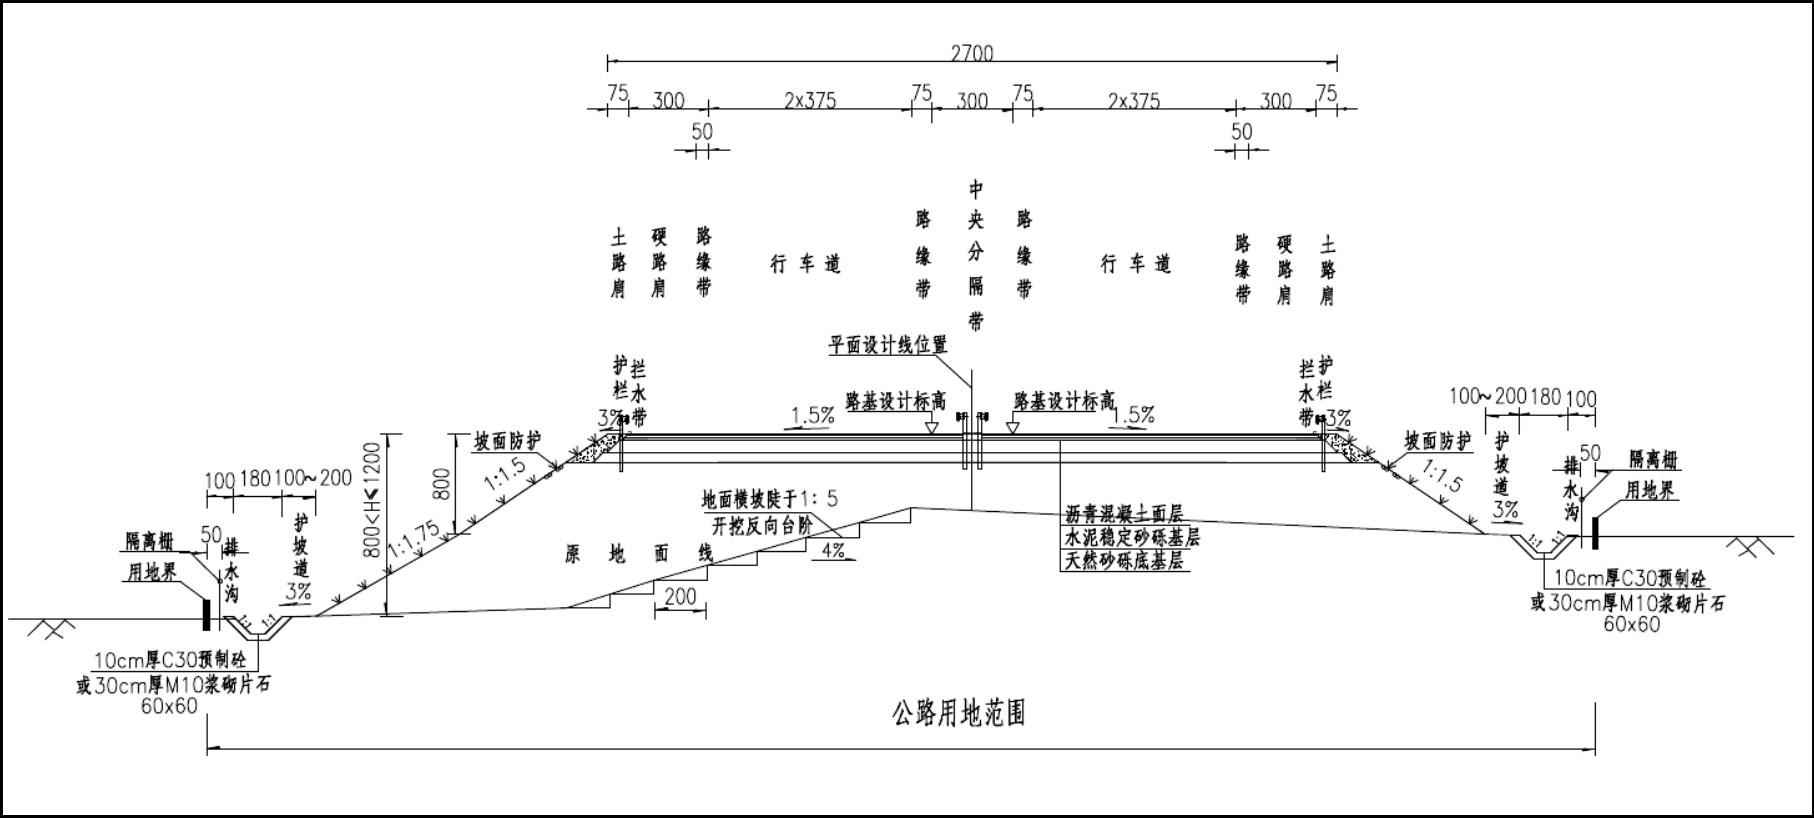 2700
75 300 2x375 75 300 75 2x375 300 75
50 50
土路肩
硬路肩
路缘带
行车道
路缘带
中央分隔带
路缘带
行车道
路缘带
硬路肩
土路肩
平面设计线位置
护栏
拦水带
路基设计标高
路基设计标高
拦水带
护栏
3%
1.5%
1.5%
3%
100~200 180 100
坡面防护
坡面防护
1:1.5
1:1.5
护坡道
3%
排水沟
50
隔离栅
用地界
800<H≤1200
800
1:1.75
100 180 100~200
50
隔离栅
用地界
排水沟
护坡道
3%
地面横坡陡于1:5
开挖反向台阶
4%
原地面线
200
沥青混凝土面层
水泥稳定砂砾基层
天然砂砾底基层
1:1 1:1
1:1 1:1
10cm厚C30预制砼
或30cm厚M10浆砌片石
60x60
10cm厚C30预制砼
或30cm厚M10浆砌片石
60x60
公路用地范围